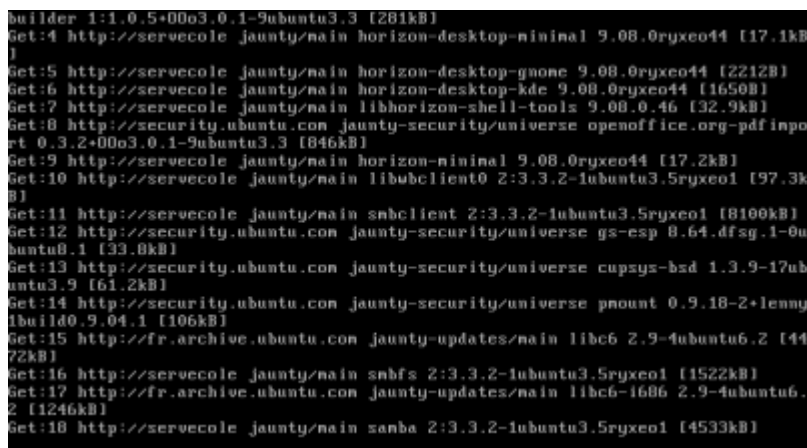 builder 1:1.0.5+OOo3.0.1-9ubuntu3.3 [281kB]
Get:4 http://servecole jaunty/main horizon-desktop-minimal 9.08.0ryxeo44 [17.1kB
]
Get:5 http://servecole jaunty/main horizon-desktop-gnome 9.08.0ryxeo44 [2212B]
Get:6 http://servecole jaunty/main horizon-desktop-kde 9.08.0ryxeo44 [1650B]
Get:7 http://servecole jaunty/main libhorizon-shell-tools 9.08.0.46 [32.9kB]
Get:8 http://security.ubuntu.com jaunty-security/universe openoffice.org-pdfimpo
rt 0.3.2+OOo3.0.1-9ubuntu3.3 [846kB]
Get:9 http://servecole jaunty/main horizon-minimal 9.08.0ryxeo44 [17.2kB]
Get:10 http://servecole jaunty/main libwbclient0 2:3.3.2-1ubuntu3.5ryxeo1 [97.3k
B]
Get:11 http://servecole jaunty/main smbclient 2:3.3.2-1ubuntu3.5ryxeo1 [8100kB]
Get:12 http://security.ubuntu.com jaunty-security/universe gs-esp 8.64.dfsg.1-0u
buntu8.1 [33.8kB]
Get:13 http://security.ubuntu.com jaunty-security/universe cupsys-bsd 1.3.9-17ub
untu3.9 [61.2kB]
Get:14 http://security.ubuntu.com jaunty-security/universe pmount 0.9.18-2+lenny
1build0.9.04.1 [106kB]
Get:15 http://fr.archive.ubuntu.com jaunty-updates/main libc6 2.9-4ubuntu6.2 [44
72kB]
Get:16 http://servecole jaunty/main smbfs 2:3.3.2-1ubuntu3.5ryxeo1 [1522kB]
Get:17 http://fr.archive.ubuntu.com jaunty-updates/main libc6-i686 2.9-4ubuntu6.
2 [1246kB]
Get:18 http://servecole jaunty/main samba 2:3.3.2-1ubuntu3.5ryxeo1 [4533kB]